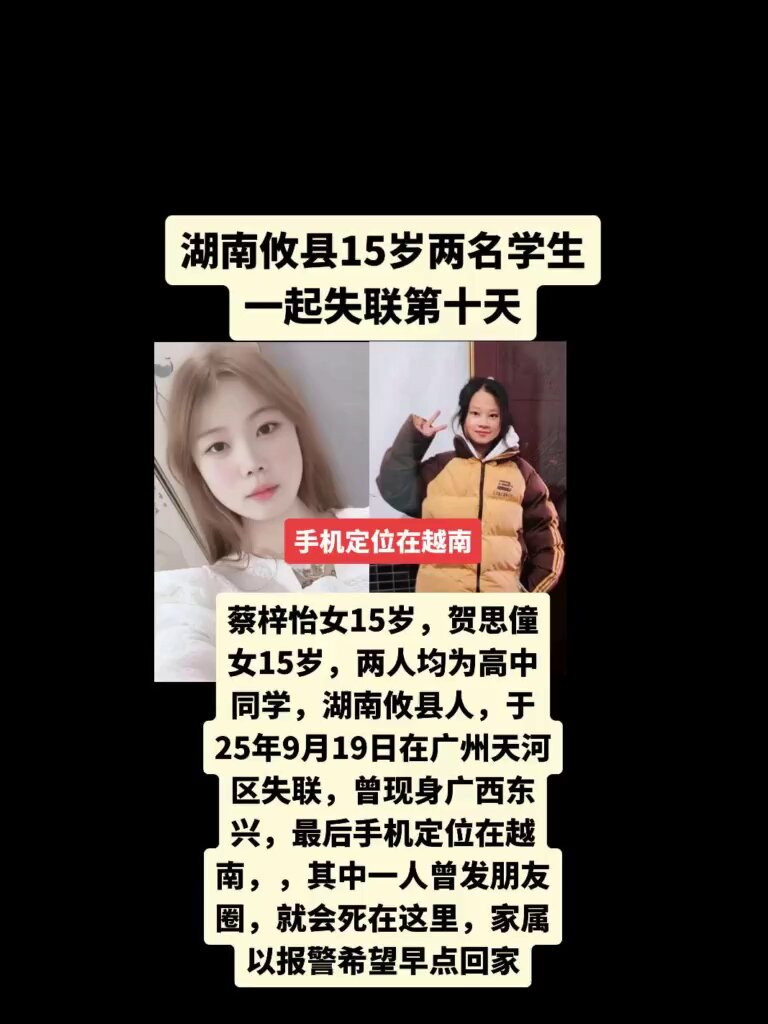 湖南攸县15岁两名学生
一起失联第十天
手机定位在越南
蔡梓怡女15岁，贺思僮
女15岁，两人均为高中
同学，湖南攸县人，于
25年9月19日在广州天河
区失联，曾现身广西东
兴，最后手机定位在越
南，，其中一人曾发朋友
圈，就会死在这里，家属
以报警希望早点回家